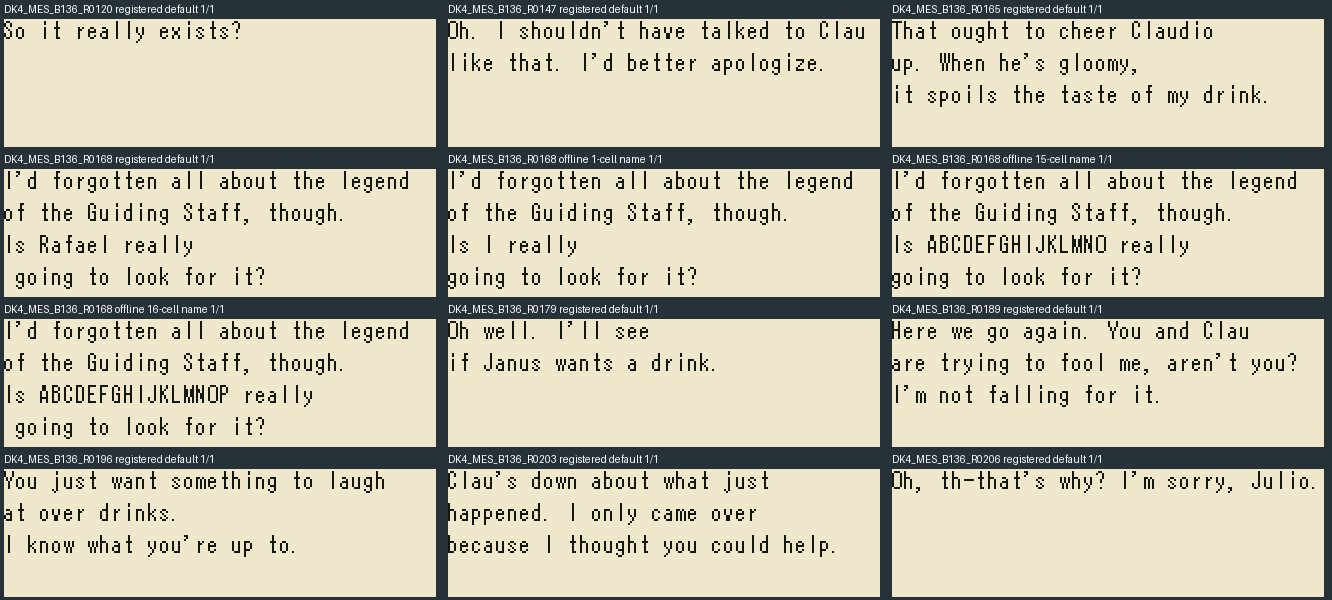 DK4_MES_B136_R0120 registered default 1/1
So it really exists?
DK4_MES_B136_R0147 registered default 1/1
Oh. I shouldn't have talked to Clau
like that. I'd better apologize.
DK4_MES_B136_R0165 registered default 1/1
That ought to cheer Claudio
up. When he's gloomy,
it spoils the taste of my drink.
DK4_MES_B136_R0168 registered default 1/1
I'd forgotten all about the legend
of the Guiding Staff, though.
Is Rafael really
going to look for it?
DK4_MES_B136_R0168 offline 1-cell name 1/1
I'd forgotten all about the legend
of the Guiding Staff, though.
Is I really
going to look for it?
DK4_MES_B136_R0168 offline 15-cell name 1/1
I'd forgotten all about the legend
of the Guiding Staff, though.
Is ABCDEFGHIJKLMNO really
going to look for it?
DK4_MES_B136_R0168 offline 16-cell name 1/1
I'd forgotten all about the legend
of the Guiding Staff, though.
Is ABCDEFGHIJKLMNOP really
going to look for it?
DK4_MES_B136_R0179 registered default 1/1
Oh well. I'll see
if Janus wants a drink.
DK4_MES_B136_R0189 registered default 1/1
Here we go again. You and Clau
are trying to fool me, aren't you?
I'm not falling for it.
DK4_MES_B136_R0196 registered default 1/1
You just want something to laugh
at over drinks.
I know what you're up to.
DK4_MES_B136_R0203 registered default 1/1
Clau's down about what just
happened. I only came over
because I thought you could help.
DK4_MES_B136_R0206 registered default 1/1
Oh, th-that's why? I'm sorry, Julio.